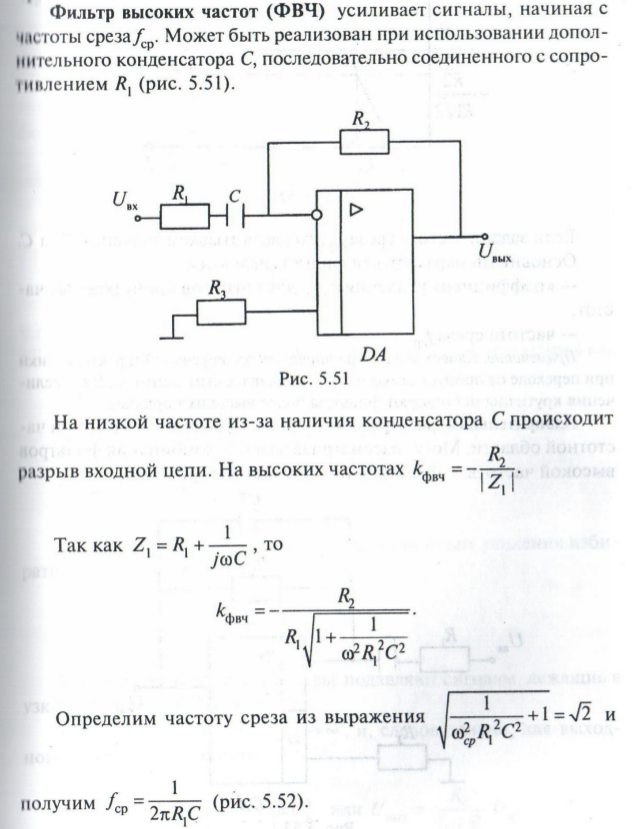 Фильтр высоких частот (ФВЧ) усиливает сигналы, начиная с
частоты среза f_ср. Может быть реализован при использовании допол-
нительного конденсатора C, последовательно соединенного с сопро-
тивлением R₁ (рис. 5.51).
R₂
U_вх
R₁
C
▷
U_вых
R₃
DA
Рис. 5.51
На низкой частоте из-за наличия конденсатора C происходит
разрыв входной цепи. На высоких частотах k_фвч = −R₂/|Z₁|.
Так как Z₁ = R₁ + 1/(jωC), то
k_фвч = −R₂/(R₁√(1 + 1/(ω²R₁²C²))).
Определим частоту среза из выражения √(1/(ω²_ср R₁²C²) + 1) = √2 и
получим f_ср = 1/(2πR₁C) (рис. 5.52).